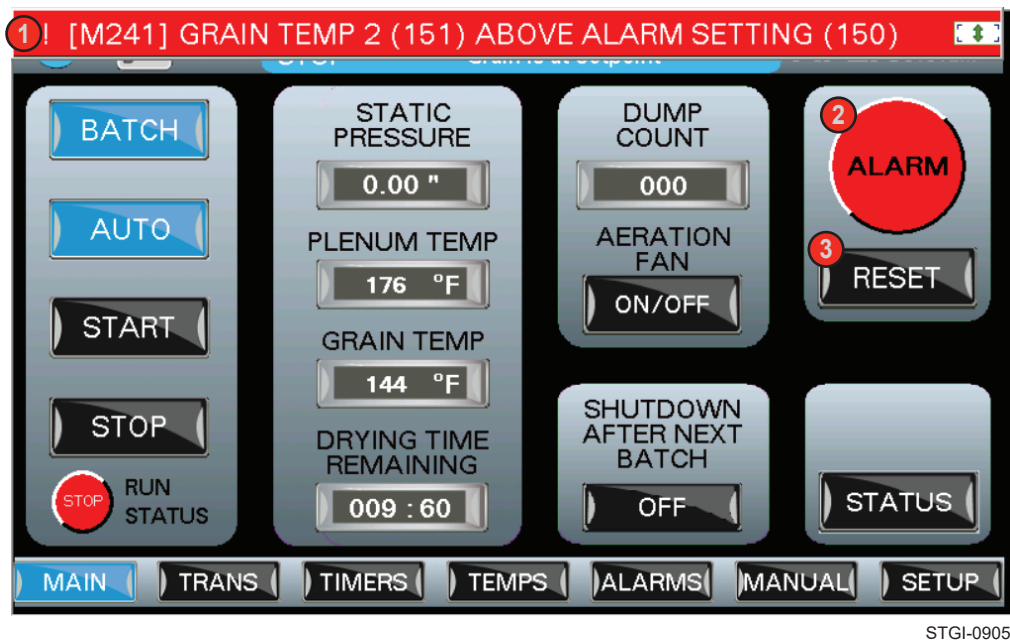 1 ! [M241] GRAIN TEMP 2 (151) ABOVE ALARM SETTING (150)
BATCH
AUTO
START
STOP
STOP
RUN
STATUS
STATIC
PRESSURE
0.00 "
PLENUM TEMP
176 °F
GRAIN TEMP
144 °F
DRYING TIME
REMAINING
009 : 60
DUMP
COUNT
000
AERATION
FAN
ON/OFF
SHUTDOWN
AFTER NEXT
BATCH
OFF
2
ALARM
3
RESET
STATUS
MAIN TRANS TIMERS TEMPS ALARMS MANUAL SETUP
STGI-0905